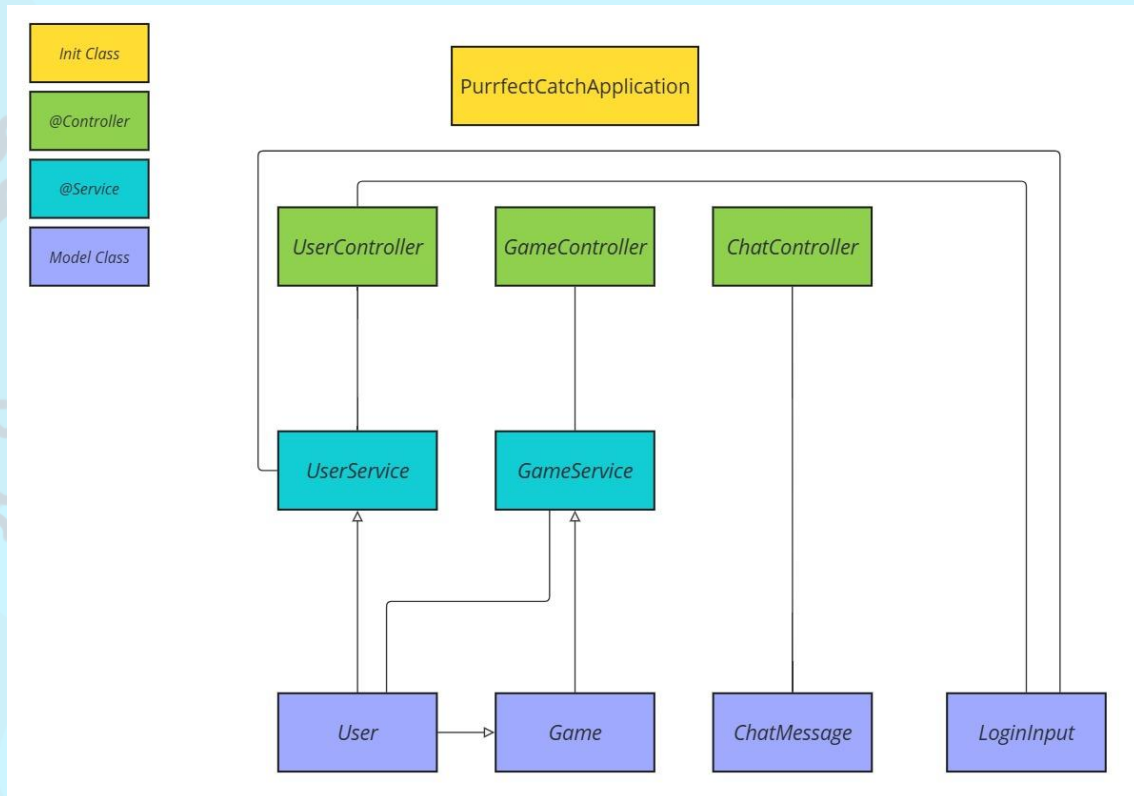 Init Class
@Controller
@Service
Model Class
PurrfectCatchApplication
UserController
GameController
ChatController
UserService
GameService
User
Game
ChatMessage
LoginInput